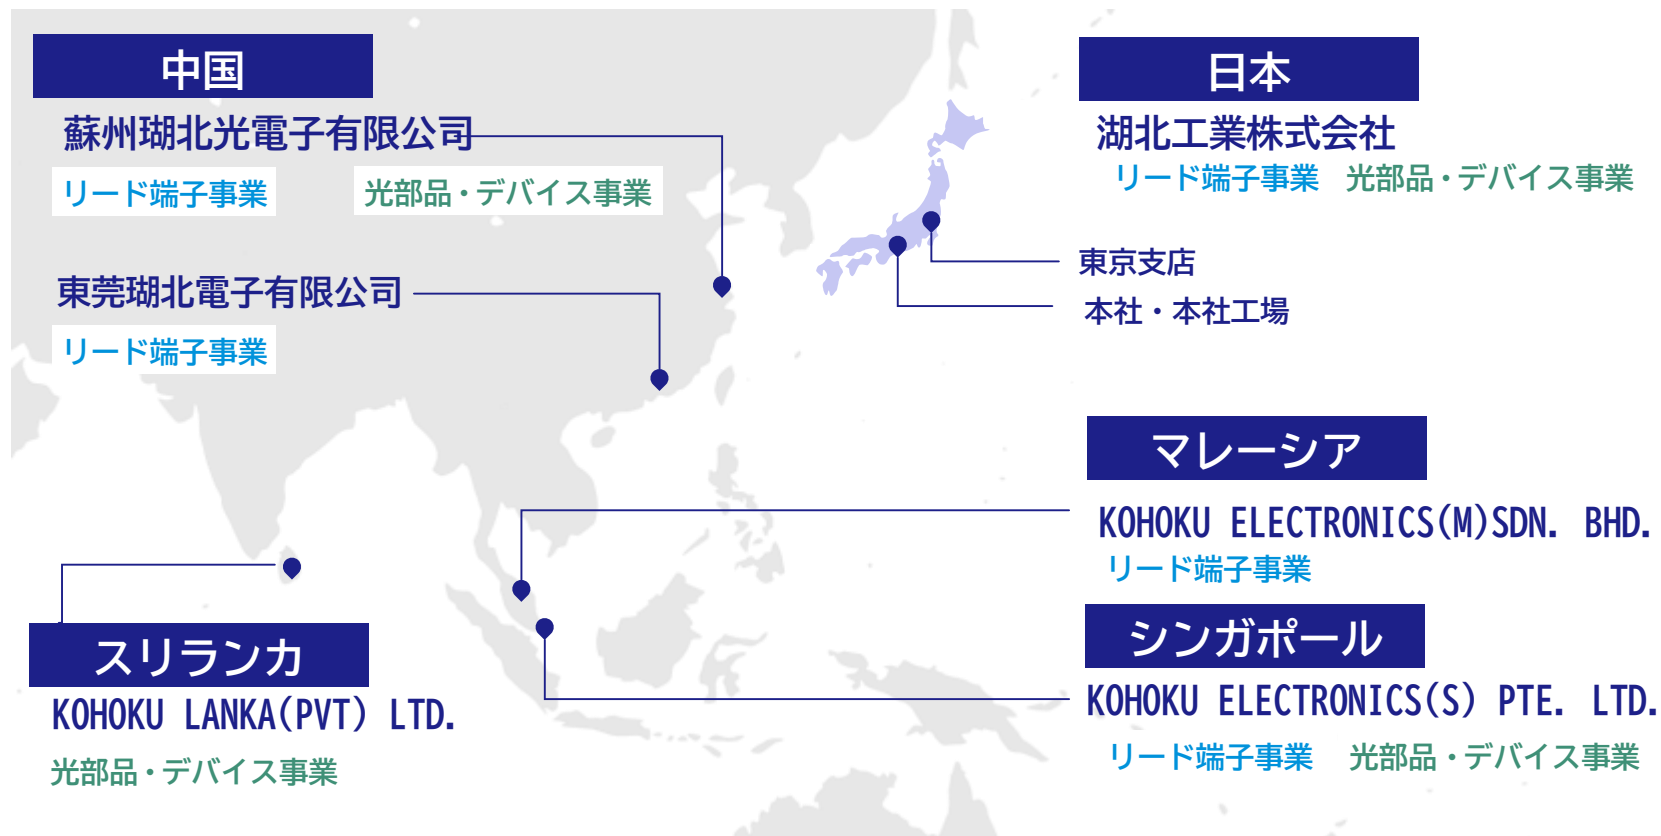 中国
蘇州瑚北光電子有限公司
リード端子事業
光部品・デバイス事業
東莞瑚北電子有限公司
リード端子事業
スリランカ
KOHOKU LANKA(PVT) LTD.
光部品・デバイス事業
日本
湖北工業株式会社
リード端子事業 光部品・デバイス事業
東京支店
本社・本社工場
マレーシア
KOHOKU ELECTRONICS(M)SDN. BHD.
リード端子事業
シンガポール
KOHOKU ELECTRONICS(S) PTE. LTD.
リード端子事業 光部品・デバイス事業